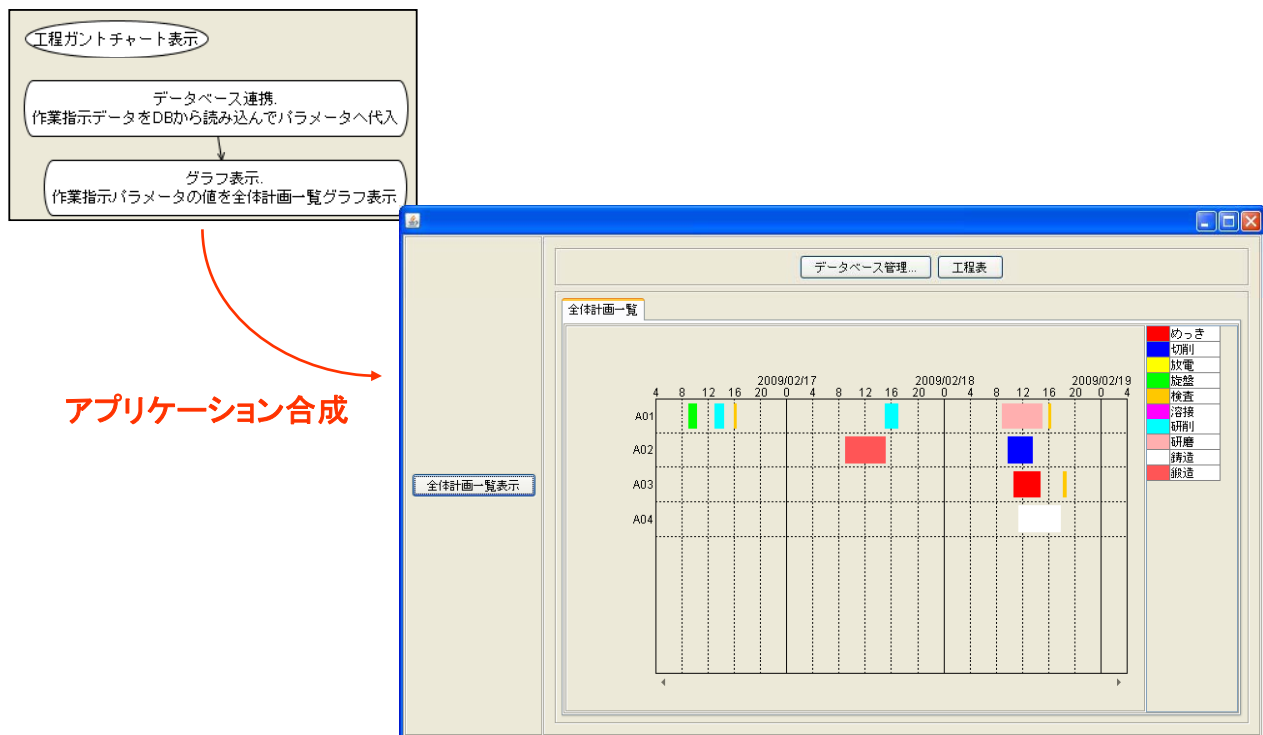 工程ガントチャート表示
データベース連携.
作業指示データをDBから読み込んでパラメータへ代入
グラフ表示.
作業指示パラメータの値を全体計画一覧グラフ表示
アプリケーション合成
データベース管理... 工程表
全体計画一覧
全体計画一覧表示
2009/02/17 2009/02/18 2009/02/19
4 8 12 16 20 0 4 8 12 16 20 0 4 8 12 16 20 0 4
A01
A02
A03
A04
めっき
切削
放電
旋盤
検査
溶接
研削
研磨
鋳造
鍛造